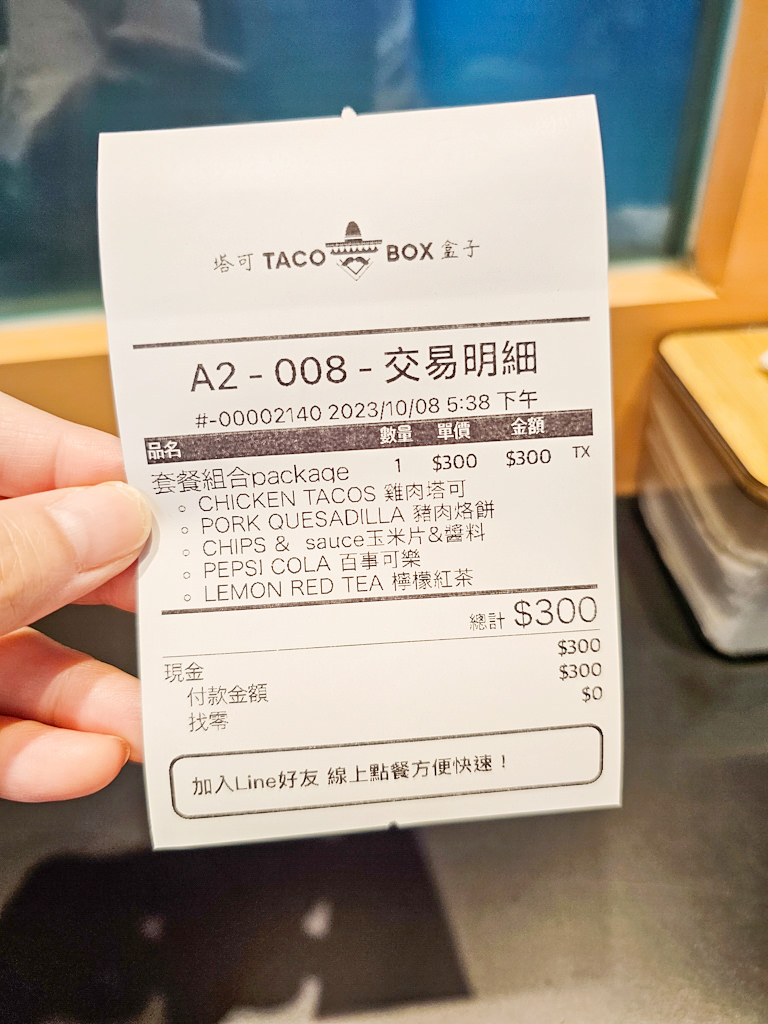 塔可 TACO BOX 盒子
A2 - 008 - 交易明細
#-00002140 2023/10/08 5:38 下午
品名 數量 單價 金額
套餐組合package 1 $300 $300 TX
CHICKEN TACOS 雞肉塔可
PORK QUESADILLA 豬肉烙餅
CHIPS & sauce玉米片&醬料
PEPSI COLA 百事可樂
LEMON RED TEA 檸檬紅茶
總計 $300
現金 $300
付款金額 $300
找零 $0
加入Line好友 線上點餐方便快速！